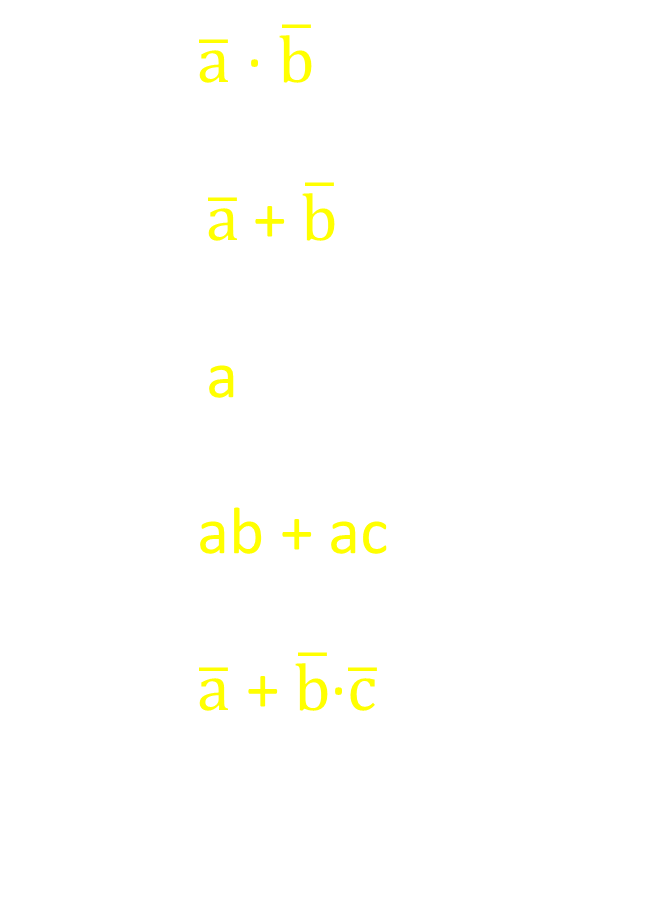 a̅ · b̅
a̅ + b̅
a
ab + ac
a̅ + b̅·c̅